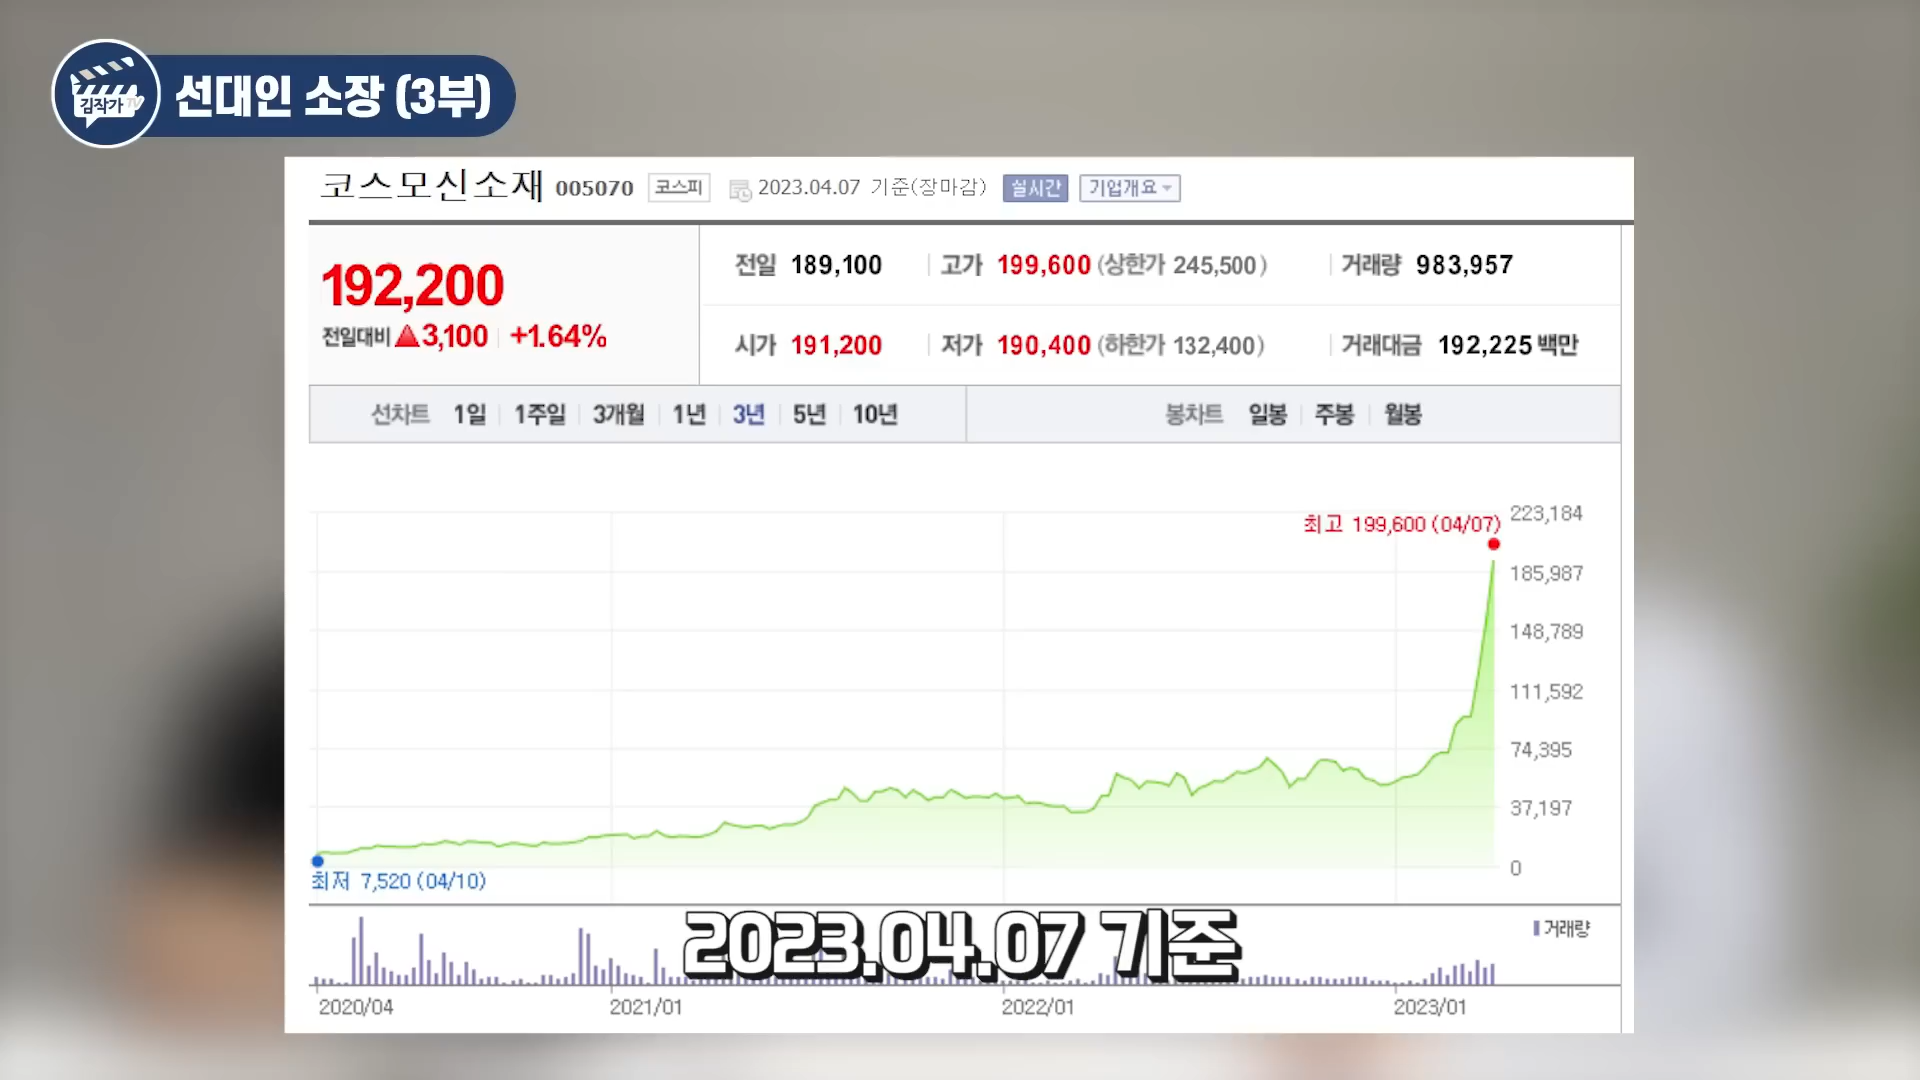 김작가 TV
선대인 소장 (3부)
코스모신소재 005070 코스피 2023.04.07 기준(장마감) 실시간 기업개요
192,200
전일대비 ▲3,100 +1.64%
전일 189,100 고가 199,600 (상한가 245,500) 거래량 983,957
시가 191,200 저가 190,400 (하한가 132,400) 거래대금 192,225 백만
선차트 1일 1주일 3개월 1년 3년 5년 10년 봉차트 일봉 주봉 월봉
최고 199,600 (04/07)
223,184
185,987
148,789
111,592
74,395
37,197
0
최저 7,520 (04/10)
거래량
2023.04.07 기준
2020/04 2021/01 2022/01 2023/01